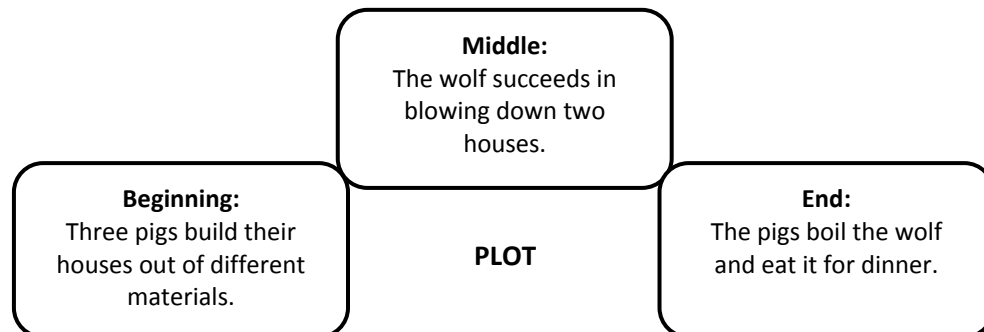 Middle:
The wolf succeeds in
blowing down two
houses.
Beginning:
Three pigs build their
houses out of different
materials.
PLOT
End:
The pigs boil the wolf
and eat it for dinner.